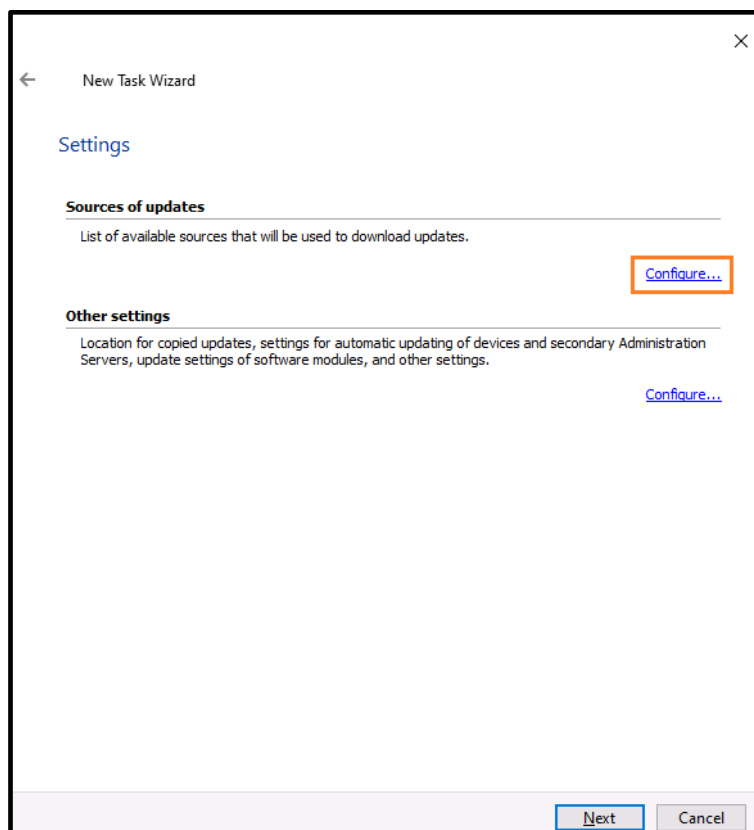 New Task Wizard
Settings
Sources of updates
List of available sources that will be used to download updates.
Configure...
Other settings
Location for copied updates, settings for automatic updating of devices and secondary Administration
Servers, update settings of software modules, and other settings.
Configure...
Next
Cancel